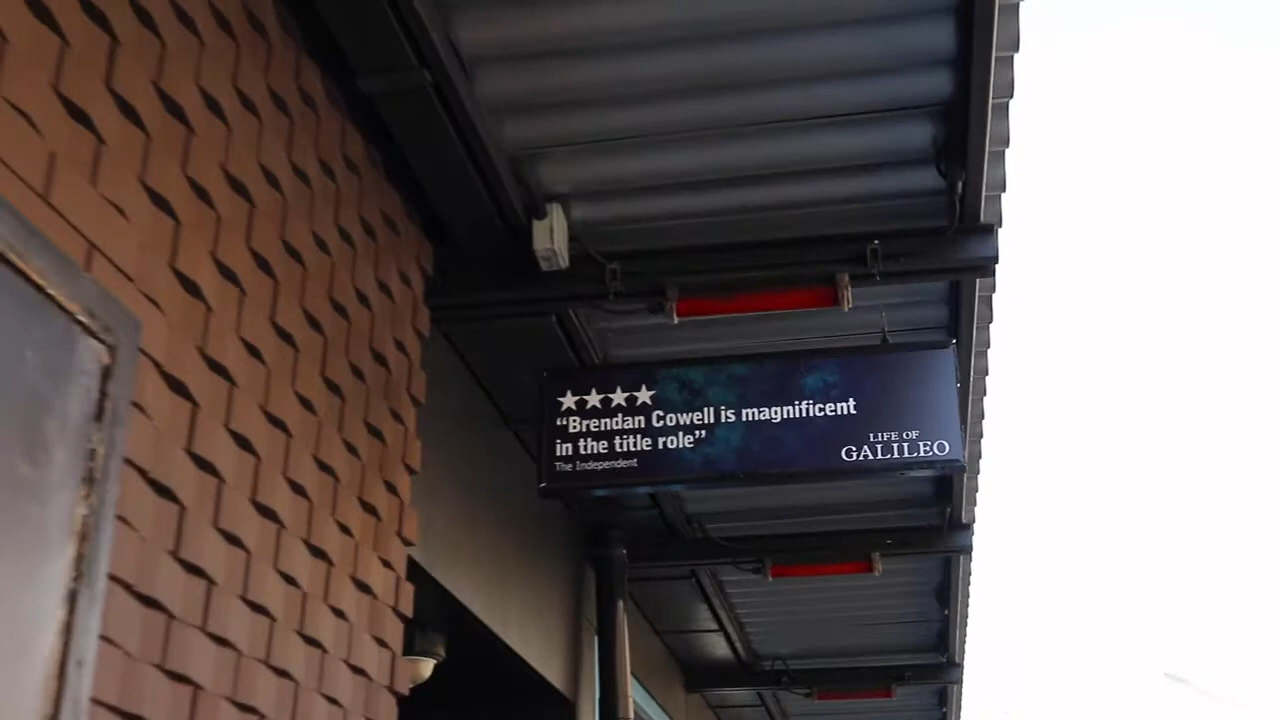 ★★★★
“Brendan Cowell is magnificent
in the title role”
The Independent
LIFE OF
GALILEO